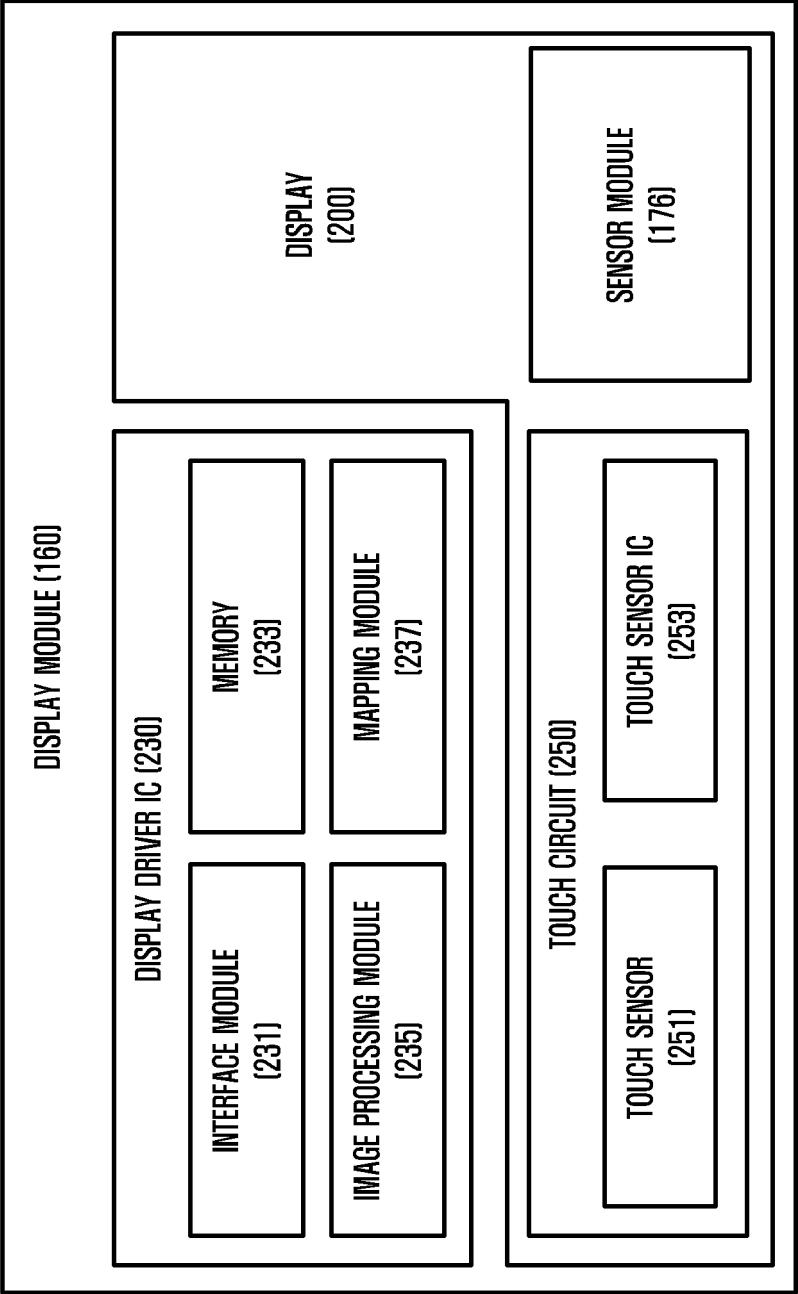 DISPLAY MODULE (160)
DISPLAY DRIVER IC (230)
INTERFACE MODULE
(231)
MEMORY
(233)
IMAGE PROCESSING MODULE
(235)
MAPPING MODULE
(237)
DISPLAY
(200)
TOUCH CIRCUIT (250)
TOUCH SENSOR
(251)
TOUCH SENSOR IC
(253)
SENSOR MODULE
(176)